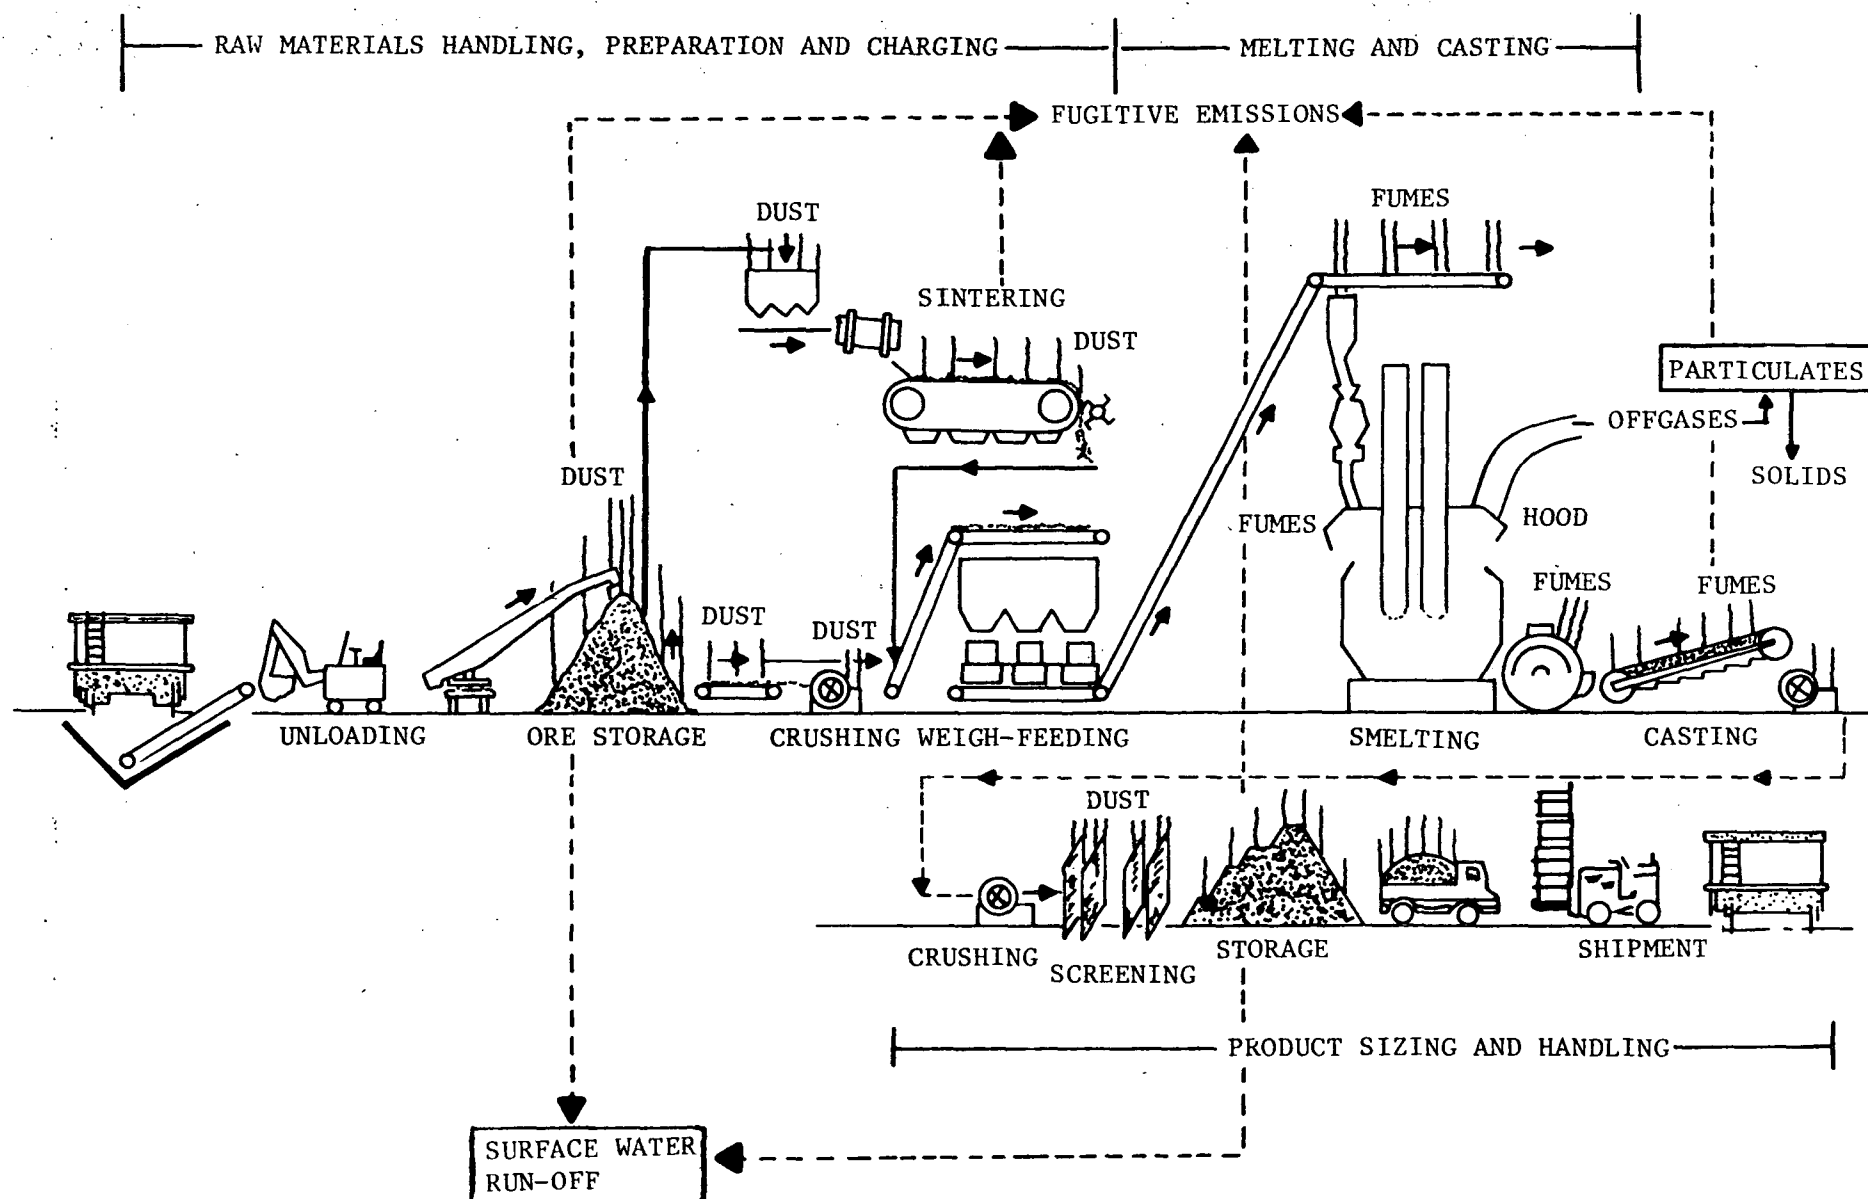 RAW MATERIALS HANDLING, PREPARATION AND CHARGING
MELTING AND CASTING
FUGITIVE EMISSIONS
FUMES
DUST
SINTERING
DUST
PARTICULATES
OFFGASES
SOLIDS
DUST
FUMES
HOOD
FUMES
FUMES
DUST
DUST
UNLOADING
ORE STORAGE
CRUSHING
WEIGH-FEEDING
SMELTING
CASTING
DUST
CRUSHING
SCREENING
STORAGE
SHIPMENT
PRODUCT SIZING AND HANDLING
SURFACE WATER
RUN-OFF